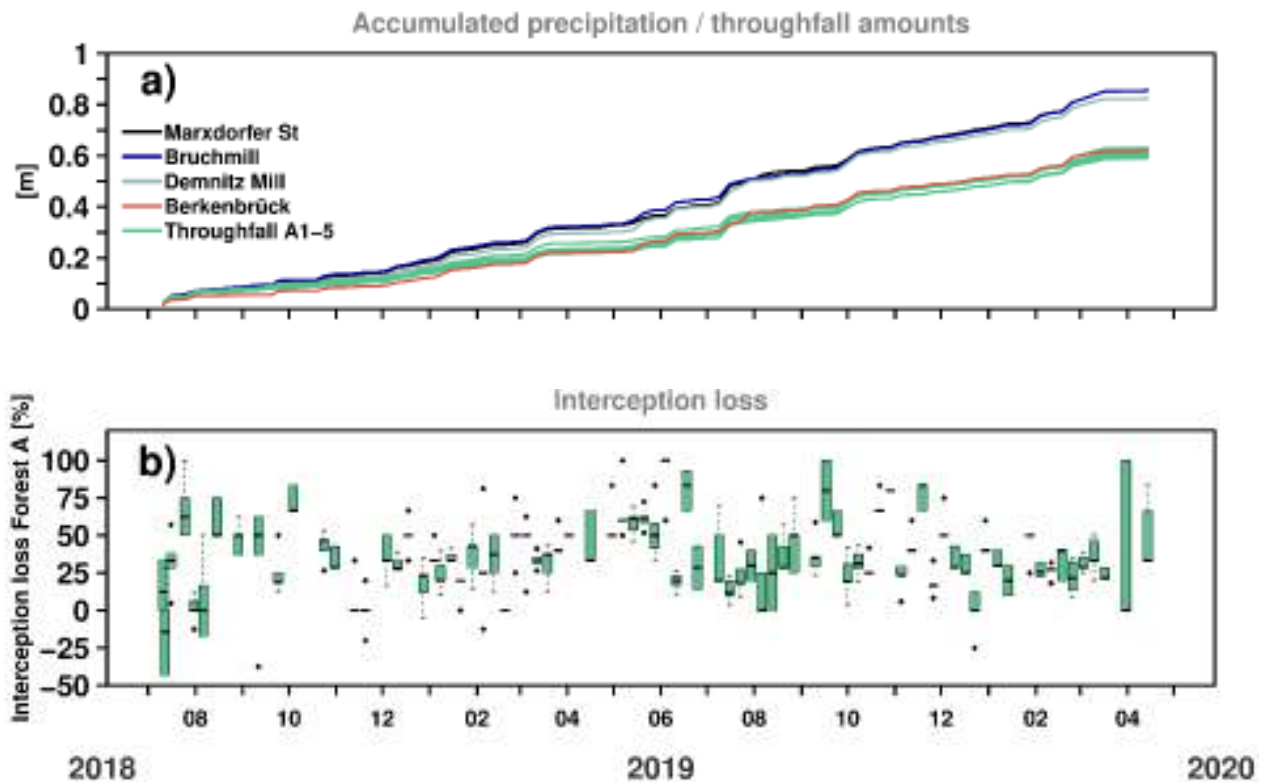 Accumulated precipitation / throughfall amounts
a)
1
0.8
0.6
0.4
0.2
0
[m]
Marxdorfer St
Bruchmill
Demnitz Mill
Berkenbrück
Throughfall A1–5
Interception loss
b)
Interception loss Forest A [%]
100
75
50
25
0
−25
−50
08 10 12 02 04 06 08 10 12 02 04
2018 2019 2020